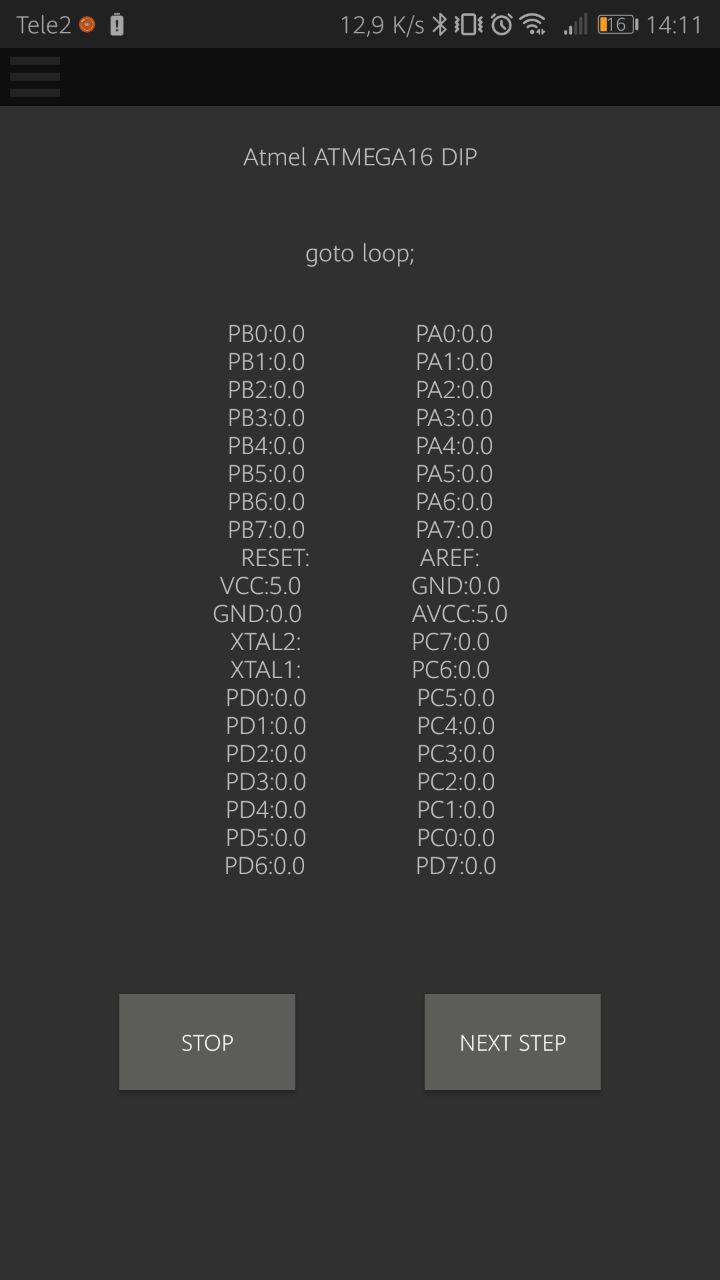 Tele2 12,9 K/s 16 14:11
Atmel ATMEGA16 DIP
goto loop;
PB0:0.0 PA0:0.0
PB1:0.0 PA1:0.0
PB2:0.0 PA2:0.0
PB3:0.0 PA3:0.0
PB4:0.0 PA4:0.0
PB5:0.0 PA5:0.0
PB6:0.0 PA6:0.0
PB7:0.0 PA7:0.0
RESET: AREF:
VCC:5.0 GND:0.0
GND:0.0 AVCC:5.0
XTAL2: PC7:0.0
XTAL1: PC6:0.0
PD0:0.0 PC5:0.0
PD1:0.0 PC4:0.0
PD2:0.0 PC3:0.0
PD3:0.0 PC2:0.0
PD4:0.0 PC1:0.0
PD5:0.0 PC0:0.0
PD6:0.0 PD7:0.0
STOP NEXT STEP